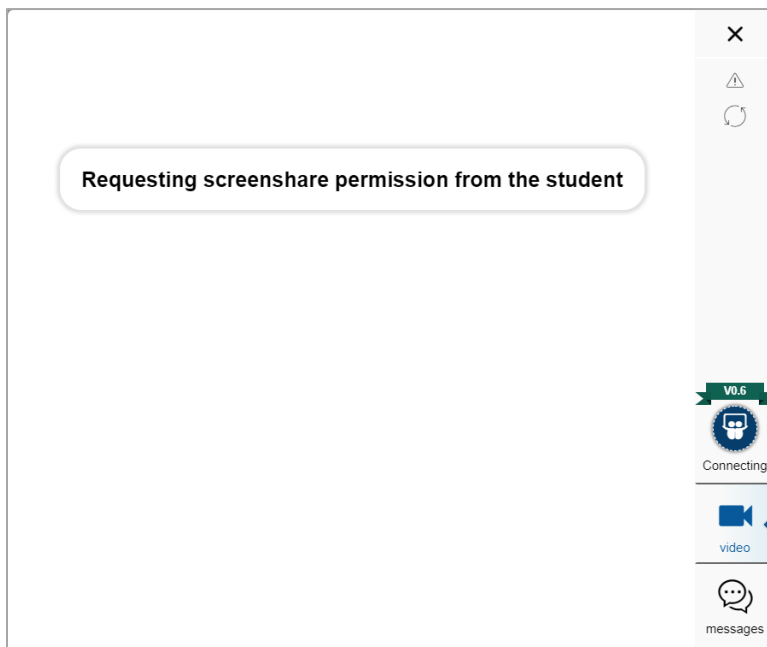 Requesting screenshare permission from the student
V0.6
Connecting
video
messages